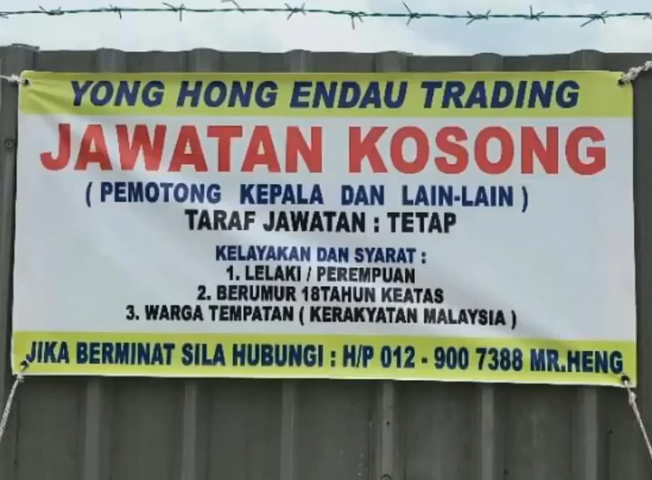 YONG HONG ENDAU TRADING
JAWATAN KOSONG
( PEMOTONG KEPALA DAN LAIN-LAIN )
TARAF JAWATAN : TETAP
KELAYAKAN DAN SYARAT :
1. LELAKI / PEREMPUAN
2. BERUMUR 18TAHUN KEATAS
3. WARGA TEMPATAN ( KERAKYATAN MALAYSIA )
JIKA BERMINAT SILA HUBUNGI : H/P 012 - 900 7388 MR.HENG